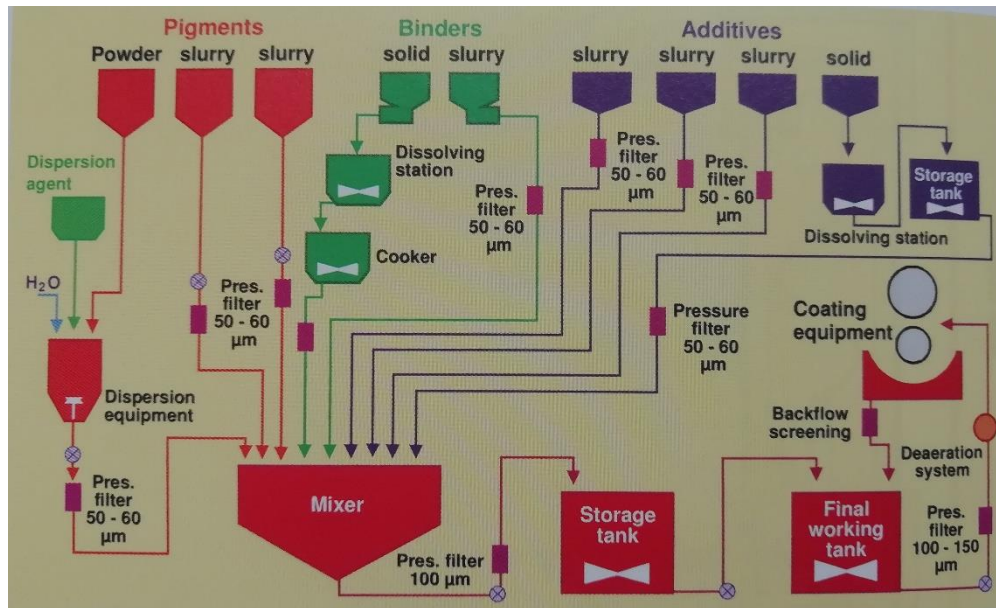 Pigments
Binders
Additives
Powder
slurry
slurry
solid
slurry
slurry
slurry
slurry
solid
Dispersion
agent
H₂O
Dispersion
equipment
Pres.
filter
50 - 60
µm
Pres.
filter
50 - 60
µm
Dissolving
station
Cooker
Pres.
filter
50 - 60
µm
Pres.
filter
50 - 60
µm
Pres.
filter
50 - 60
µm
Dissolving station
Storage
tank
Pressure
filter
50 - 60
µm
Coating
equipment
Backflow
screening
Deaeration
system
Mixer
Pres. filter
100 µm
Storage
tank
Final
working
tank
Pres.
filter
100 - 150
µm